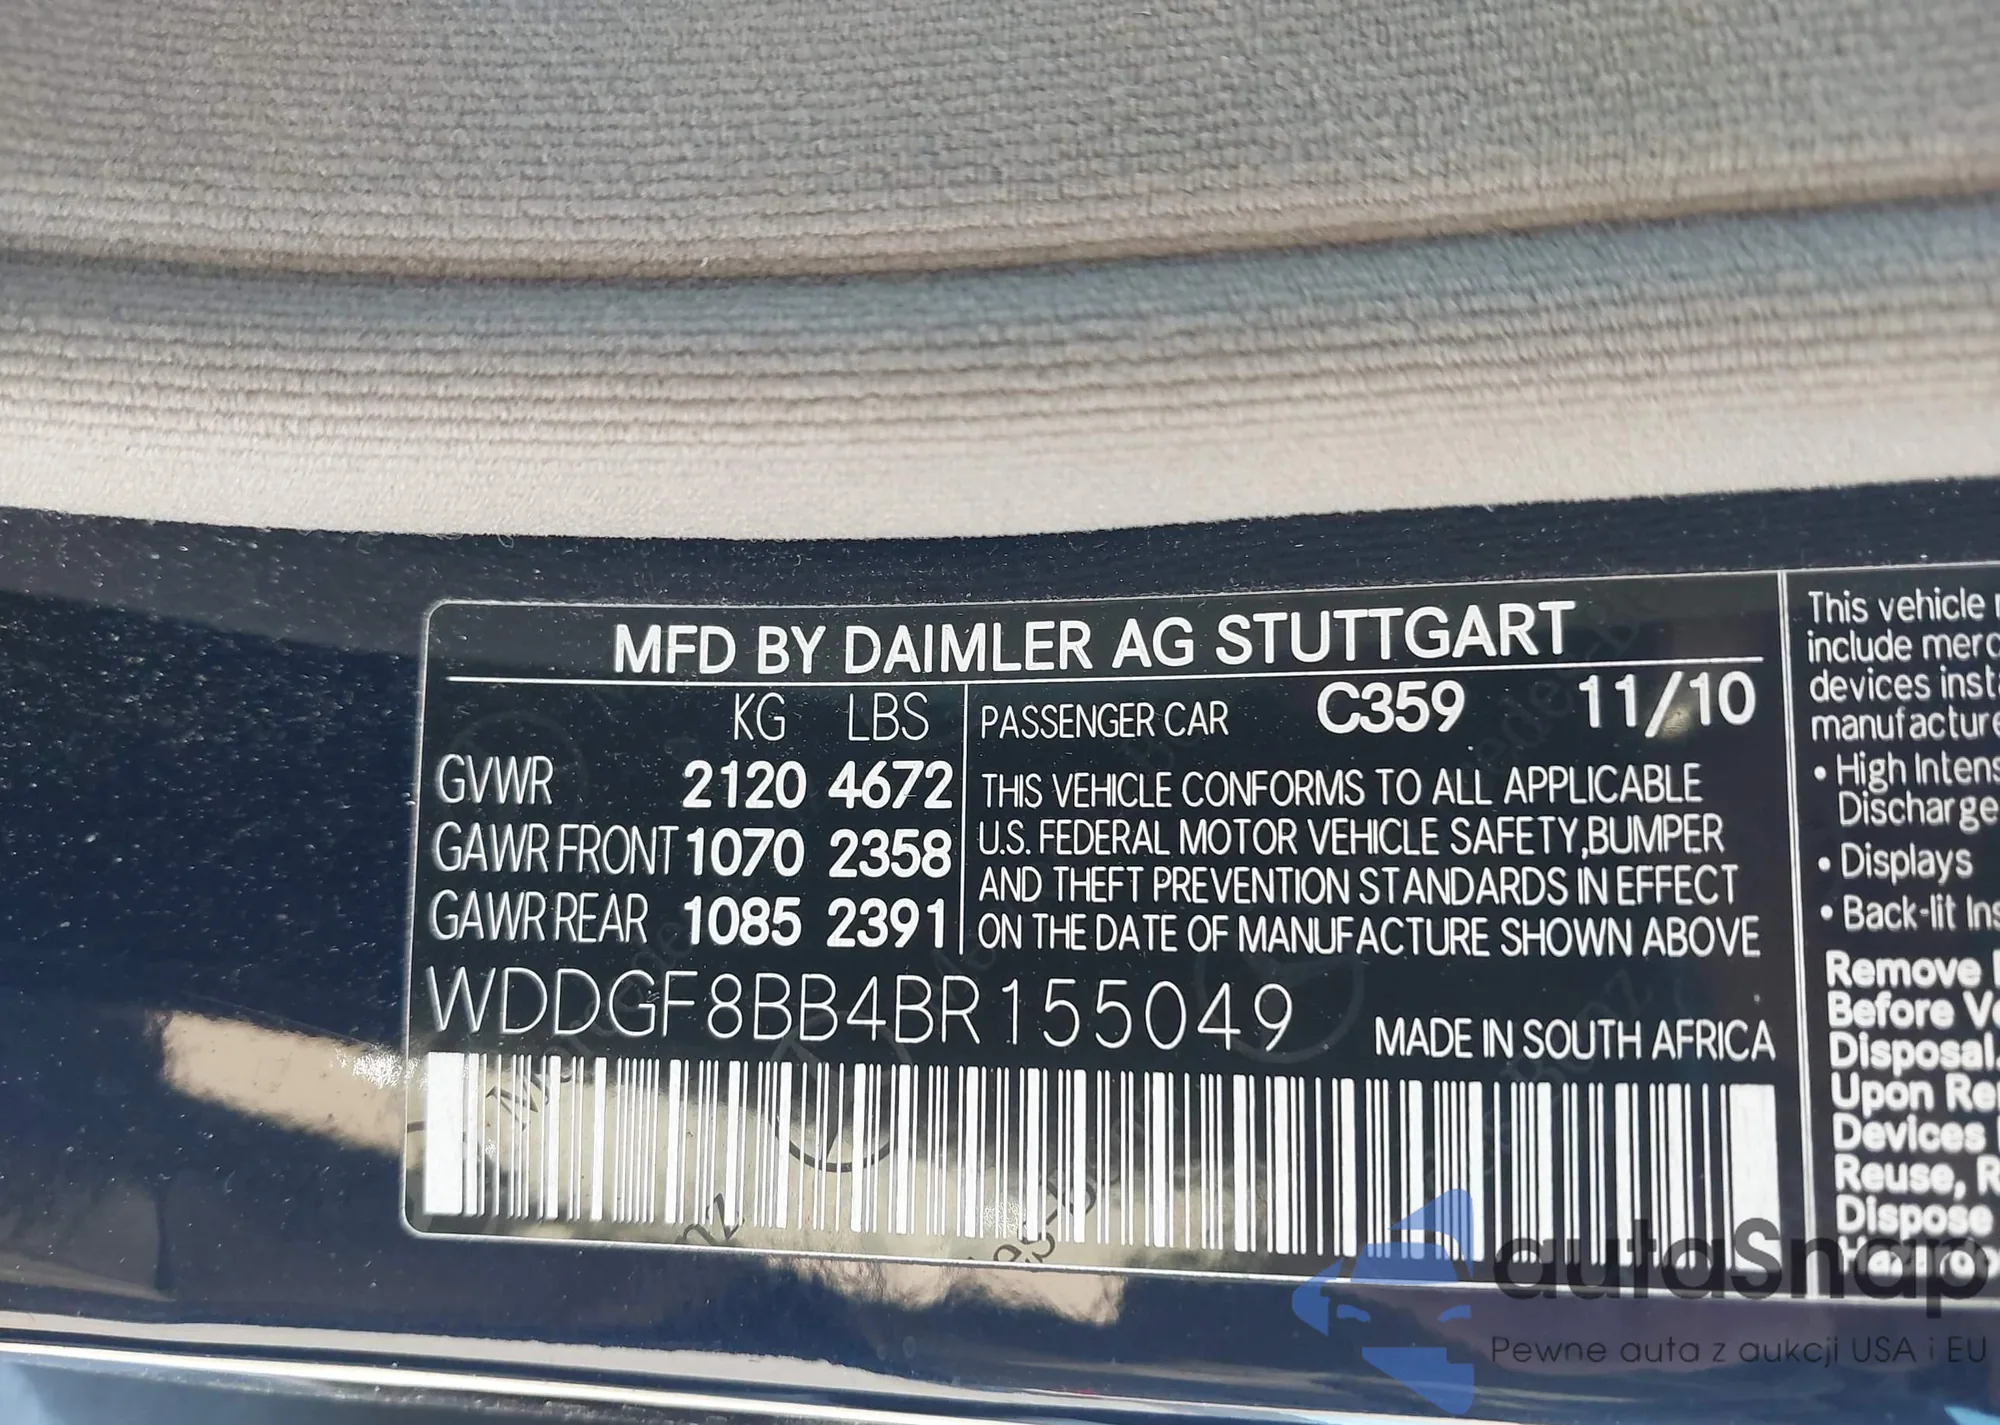 MFD BY DAIMLER AG STUTTGART
KG LBS
GVWR 2120 4672
GAWR FRONT 1070 2358
GAWR REAR 1085 2391
PASSENGER CAR C359 11/10
THIS VEHICLE CONFORMS TO ALL APPLICABLE
U.S. FEDERAL MOTOR VEHICLE SAFETY,BUMPER
AND THEFT PREVENTION STANDARDS IN EFFECT
ON THE DATE OF MANUFACTURE SHOWN ABOVE
WDDGF8BB4BR155049
MADE IN SOUTH AFRICA
This vehicle
include merc
devices inst
manufacture
• High Intens
Discharge
• Displays
• Back-lit Ins
Remove
Before Ve
Disposal.
Upon Re
Devices
Reuse, R
Dispose
autaSnap
Pewne auta z aukcji USA i EU